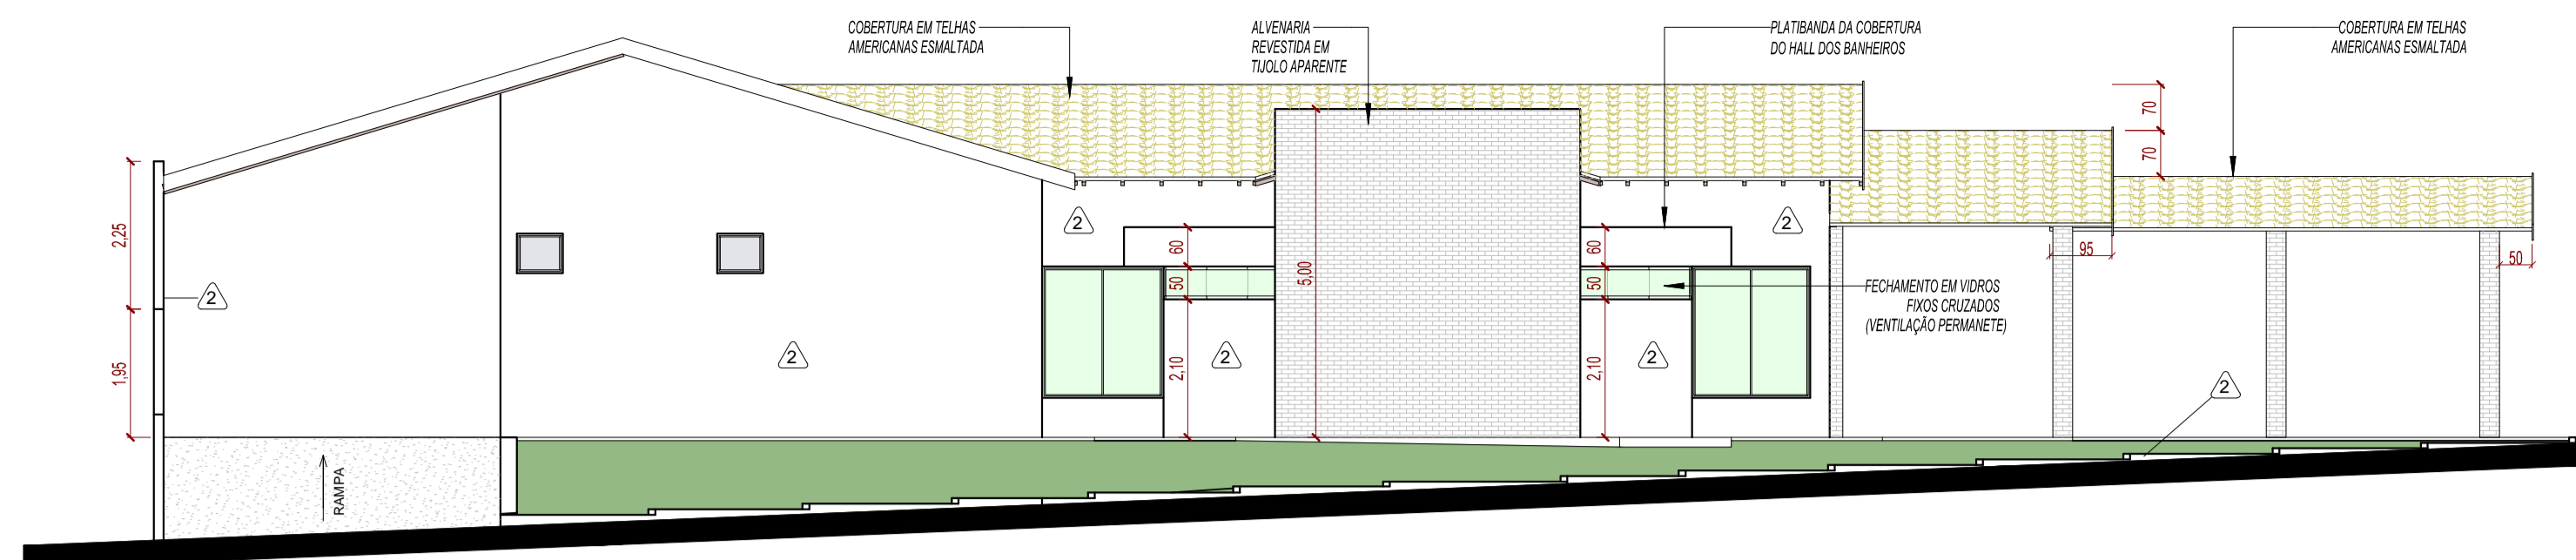 COBERTURA EM TELHAS
AMERICANAS ESMALTADA
ALVENARIA
REVESTIDA EM
TIJOLO APARENTE
PLATIBANDA DA COBERTURA
DO HALL DOS BANHEIROS
COBERTURA EM TELHAS
AMERICANAS ESMALTADA
70
70
2,25
1,95
2
2
2
60
50
2,10
2
5,00
60
50
2,10
2
2
95
50
FECHAMENTO EM VIDROS
FIXOS CRUZADOS
(VENTILAÇÃO PERMANETE)
2
RAMPA